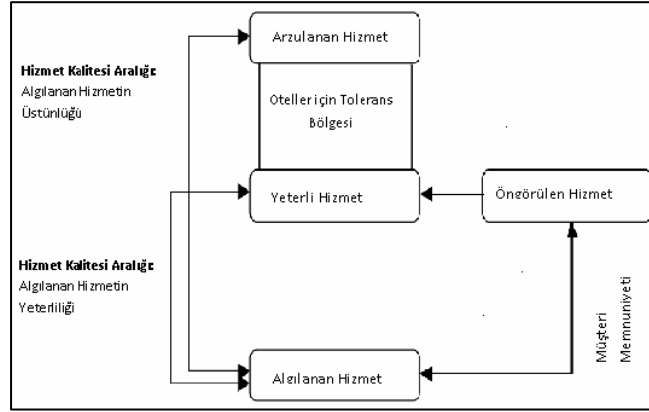 Arzulanan Hizmet
Hizmet Kalitesi Aralığı:
Algılanan Hizmetin
Üstünlüğü
Oteller için Tolerans
Bölgesi
Yeterli Hizmet
Öngörülen Hizmet
Hizmet Kalitesi Aralığı:
Algılanan Hizmetin
Yeterliliği
Müşteri
Memnuniyeti
Algılanan Hizmet